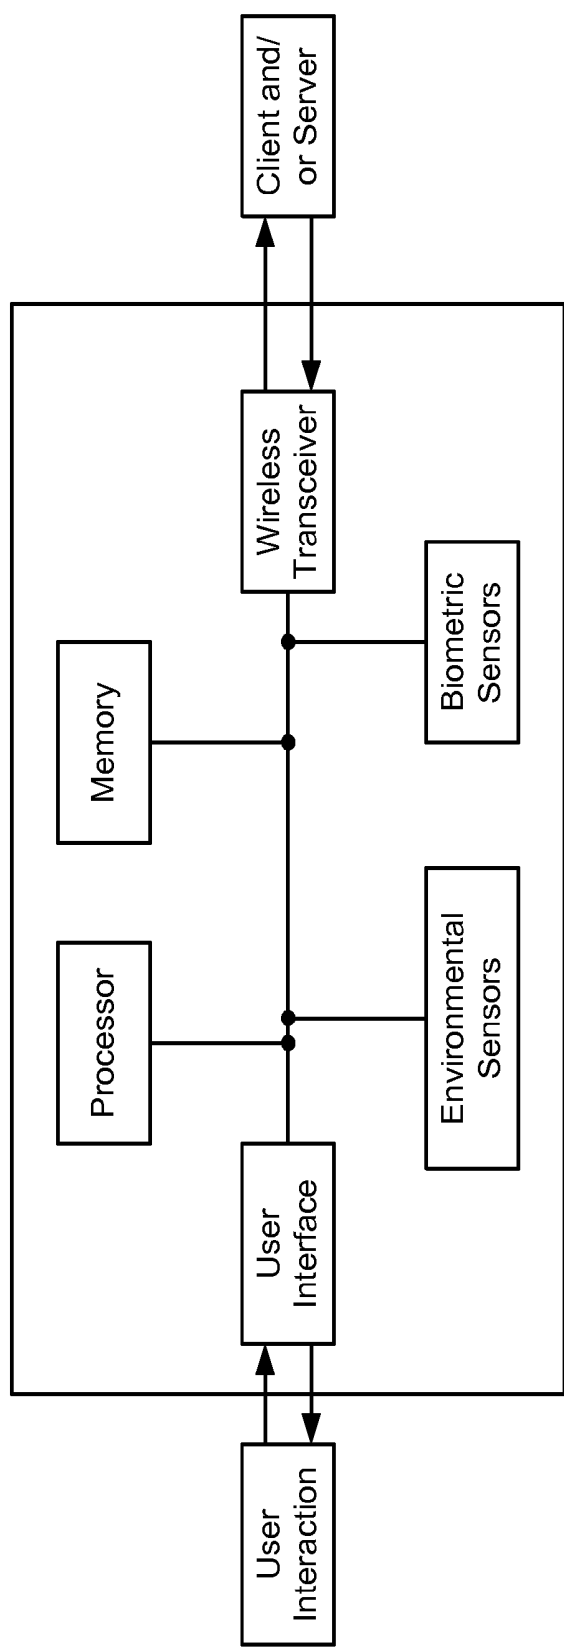 Processor
Memory
User
Interaction
User
Interface
Wireless
Transceiver
Client and/
or Server
Environmental
Sensors
Biometric
Sensors